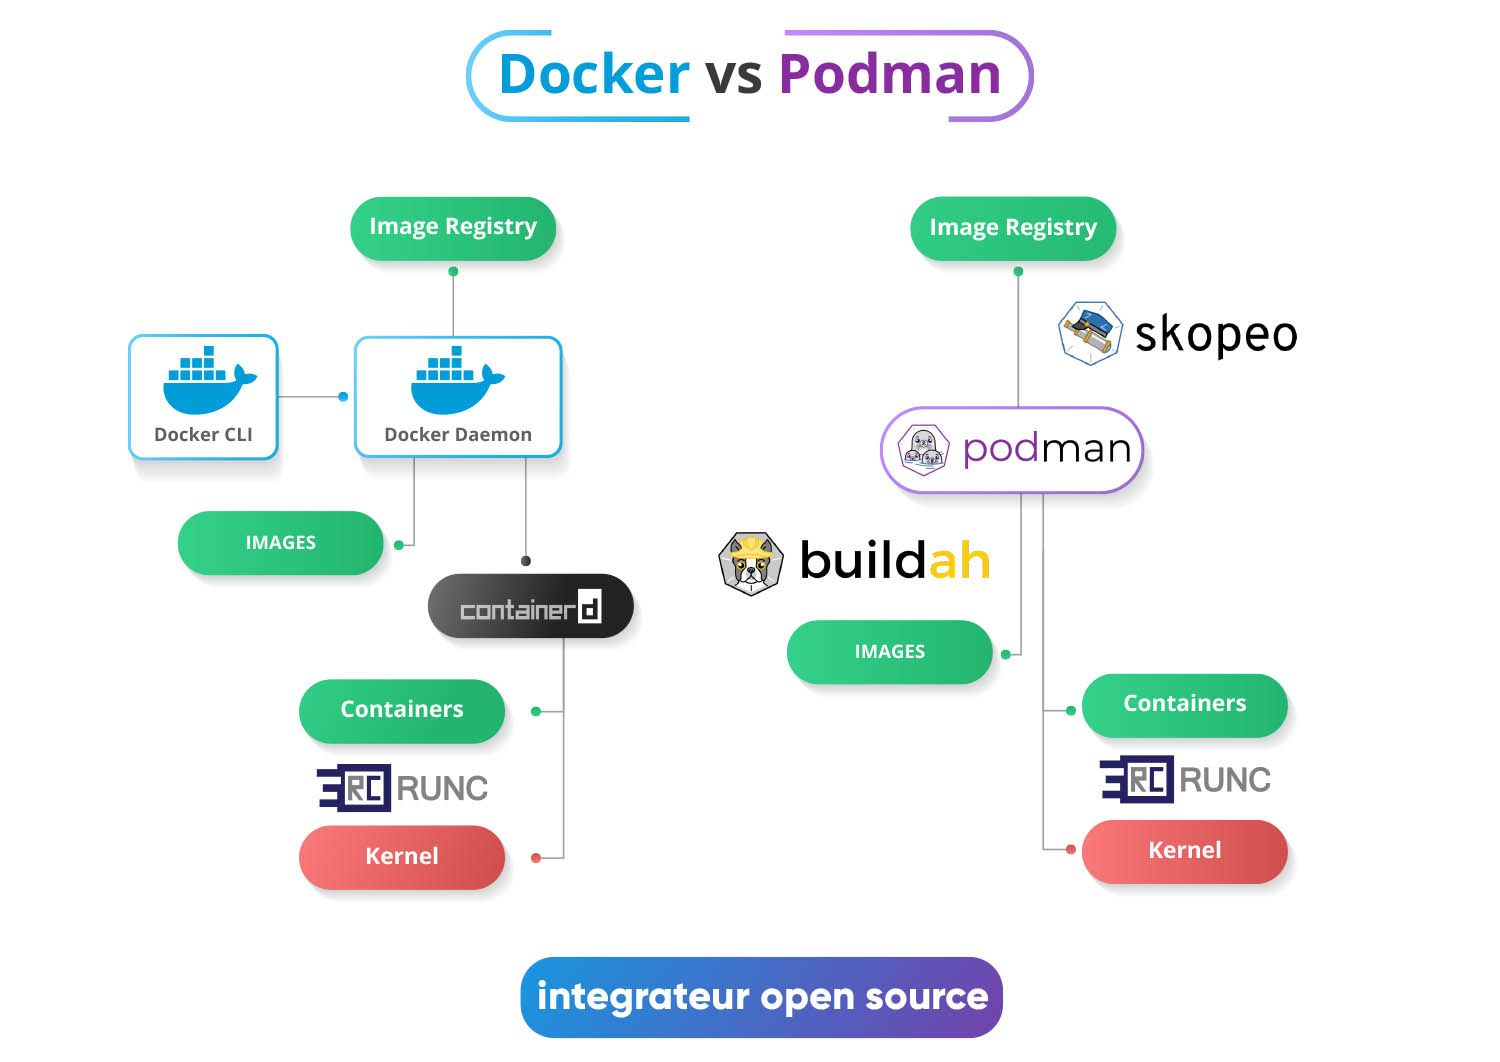 Docker vs Podman
Image Registry
Docker CLI
Docker Daemon
IMAGES
containerd
Containers
RC RUNC
Kernel
Image Registry
skopeo
podman
buildah
IMAGES
Containers
RC RUNC
Kernel
integrateur open source